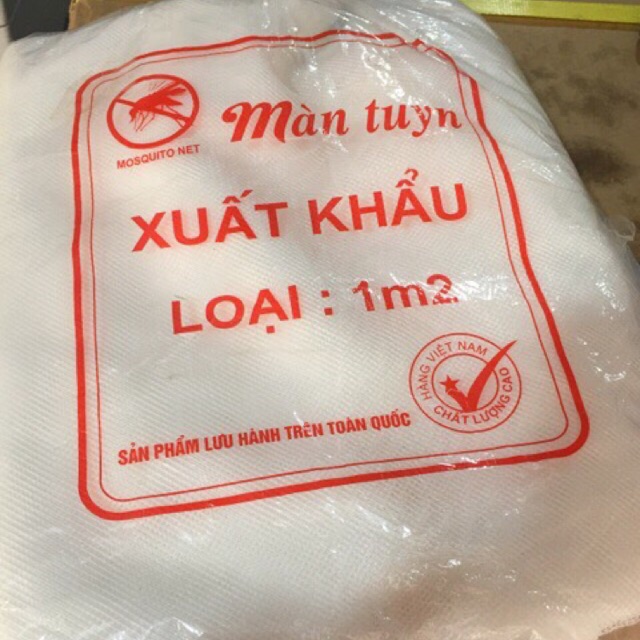 MOSQUITO NET
Màn tuyn
XUẤT KHẨU
LOẠI : 1m2
HÀNG VIỆT NAM
CHẤT LƯỢNG CAO
SẢN PHẨM LƯU HÀNH TRÊN TOÀN QUỐC